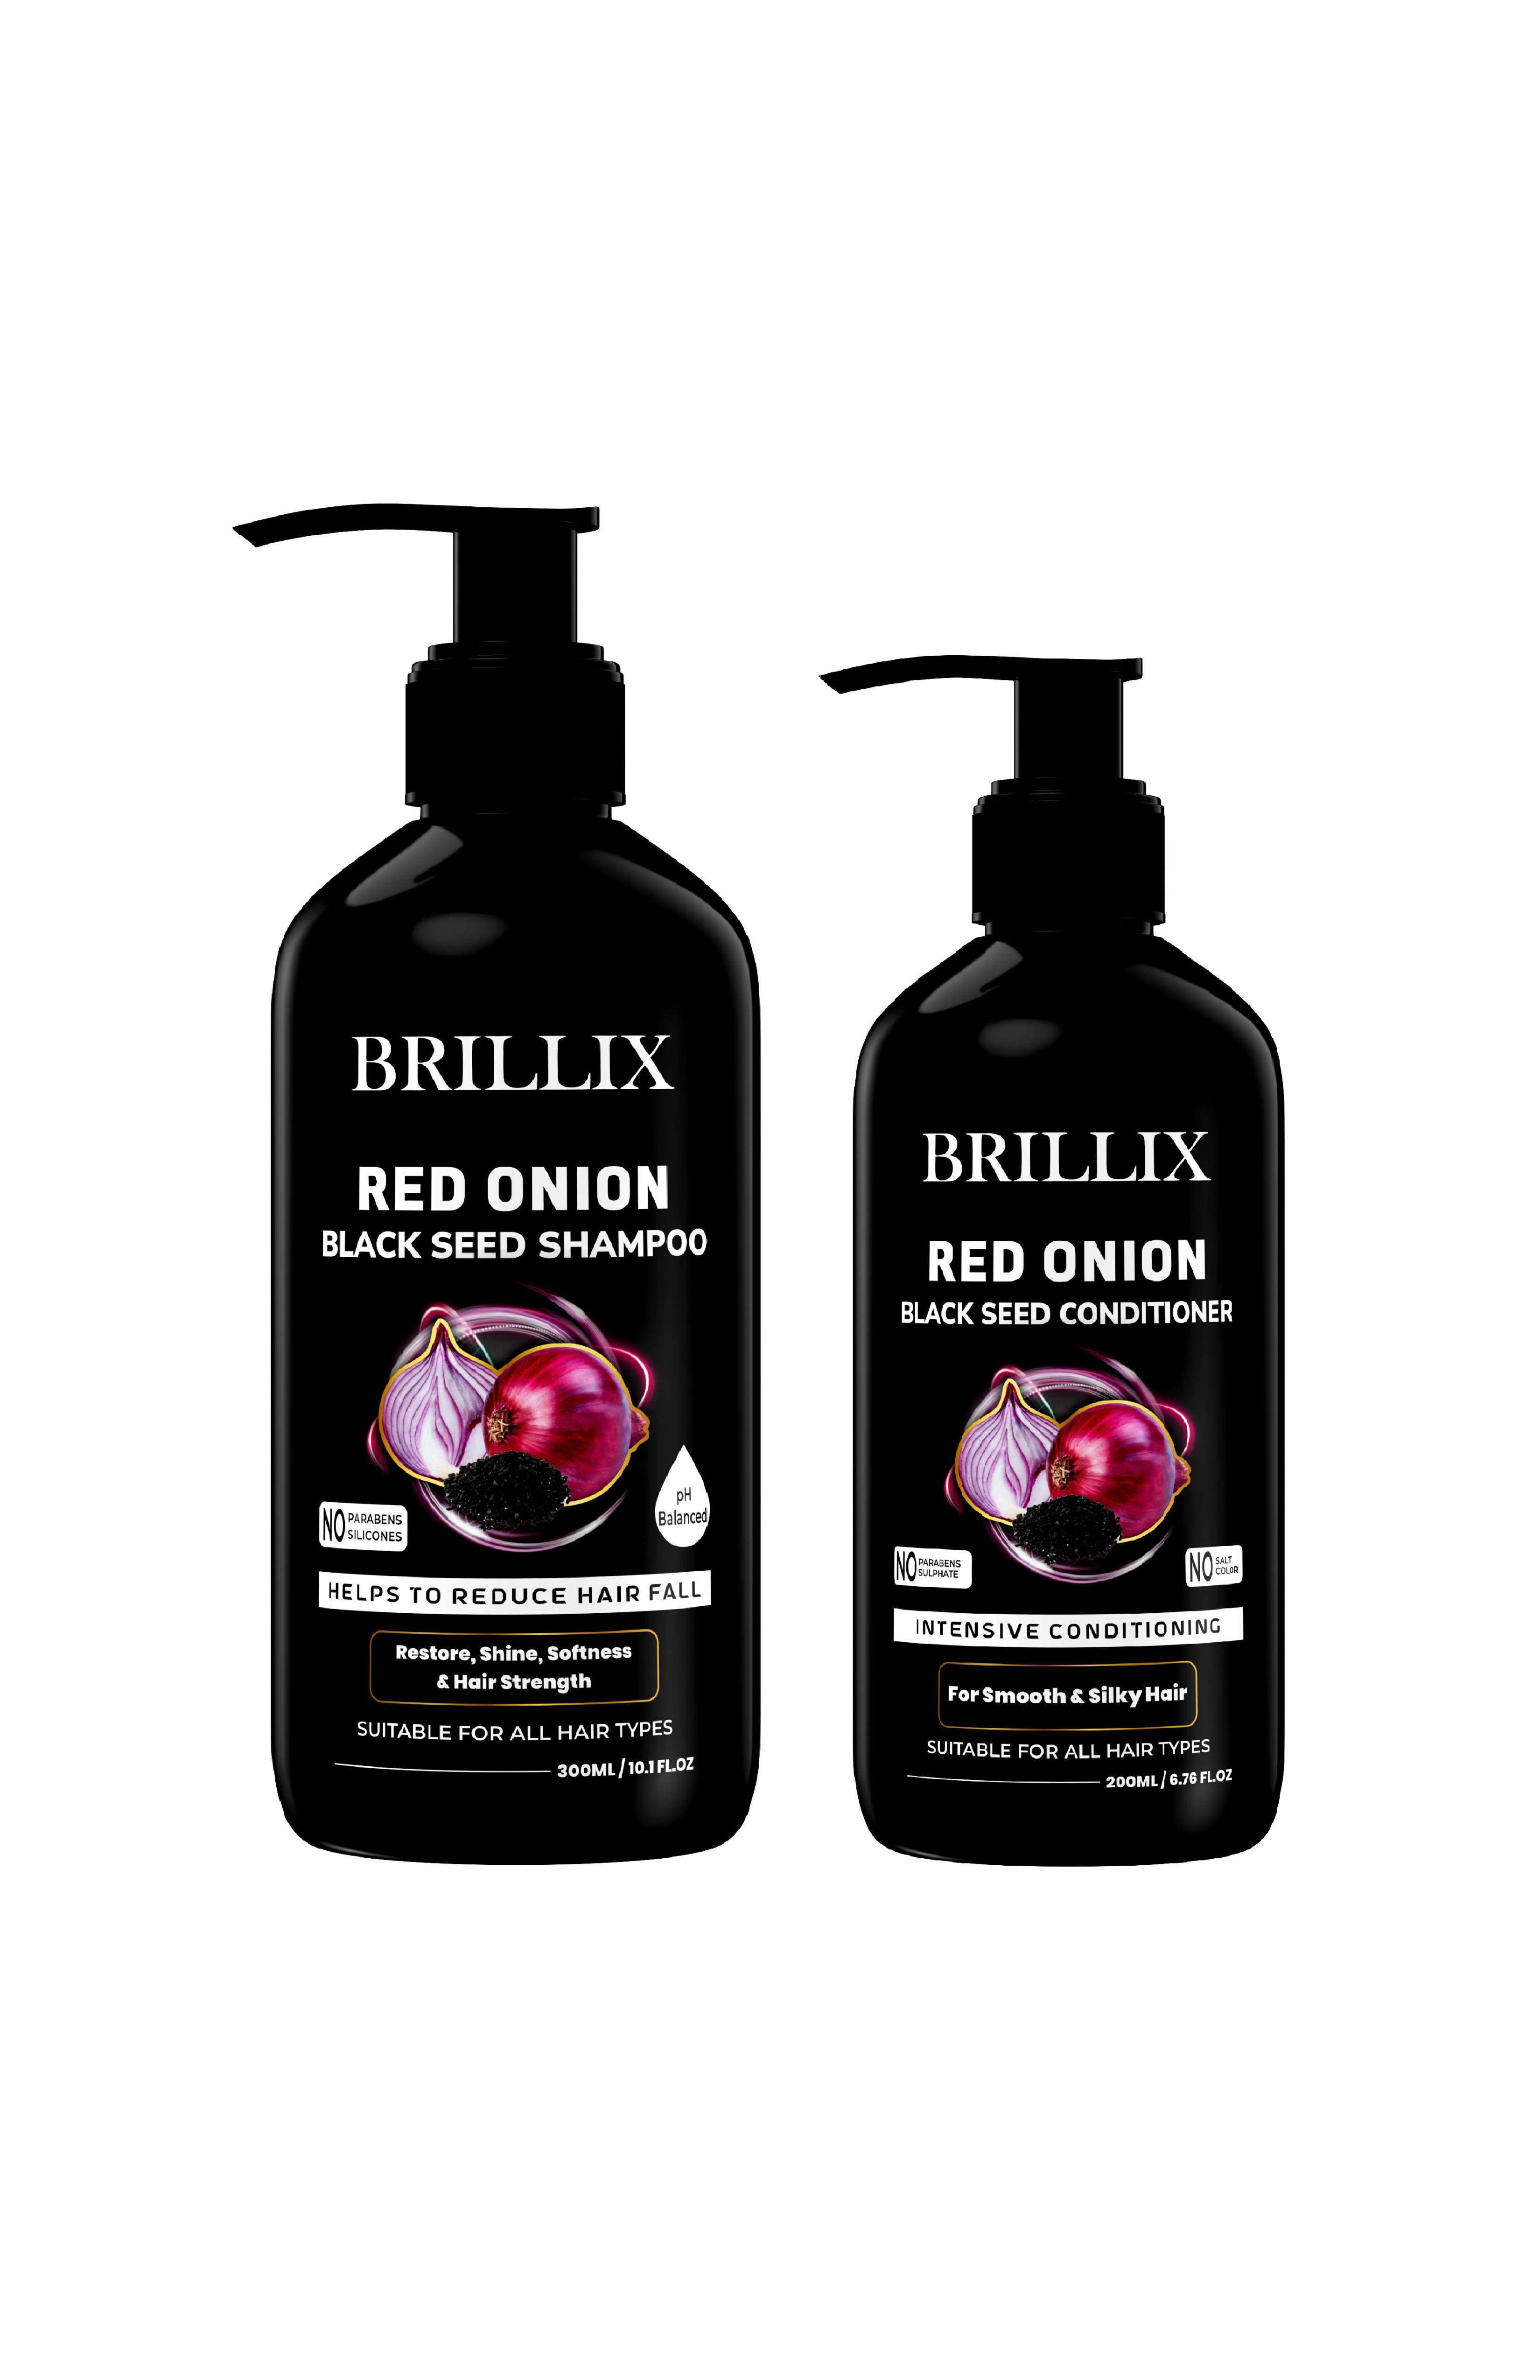 BRILLIX
RED ONION
BLACK SEED SHAMPOO
NO PARABENS
SILICONES
pH
Balanced
HELPS TO REDUCE HAIR FALL
Restore, Shine, Softness
& Hair Strength
SUITABLE FOR ALL HAIR TYPES
300ML / 10.1 FL.OZ
BRILLIX
RED ONION
BLACK SEED CONDITIONER
NO PARABENS
SULPHATE
NO SALT
COLOR
INTENSIVE CONDITIONING
For Smooth & Silky Hair
SUITABLE FOR ALL HAIR TYPES
200ML / 6.76 FL.OZ